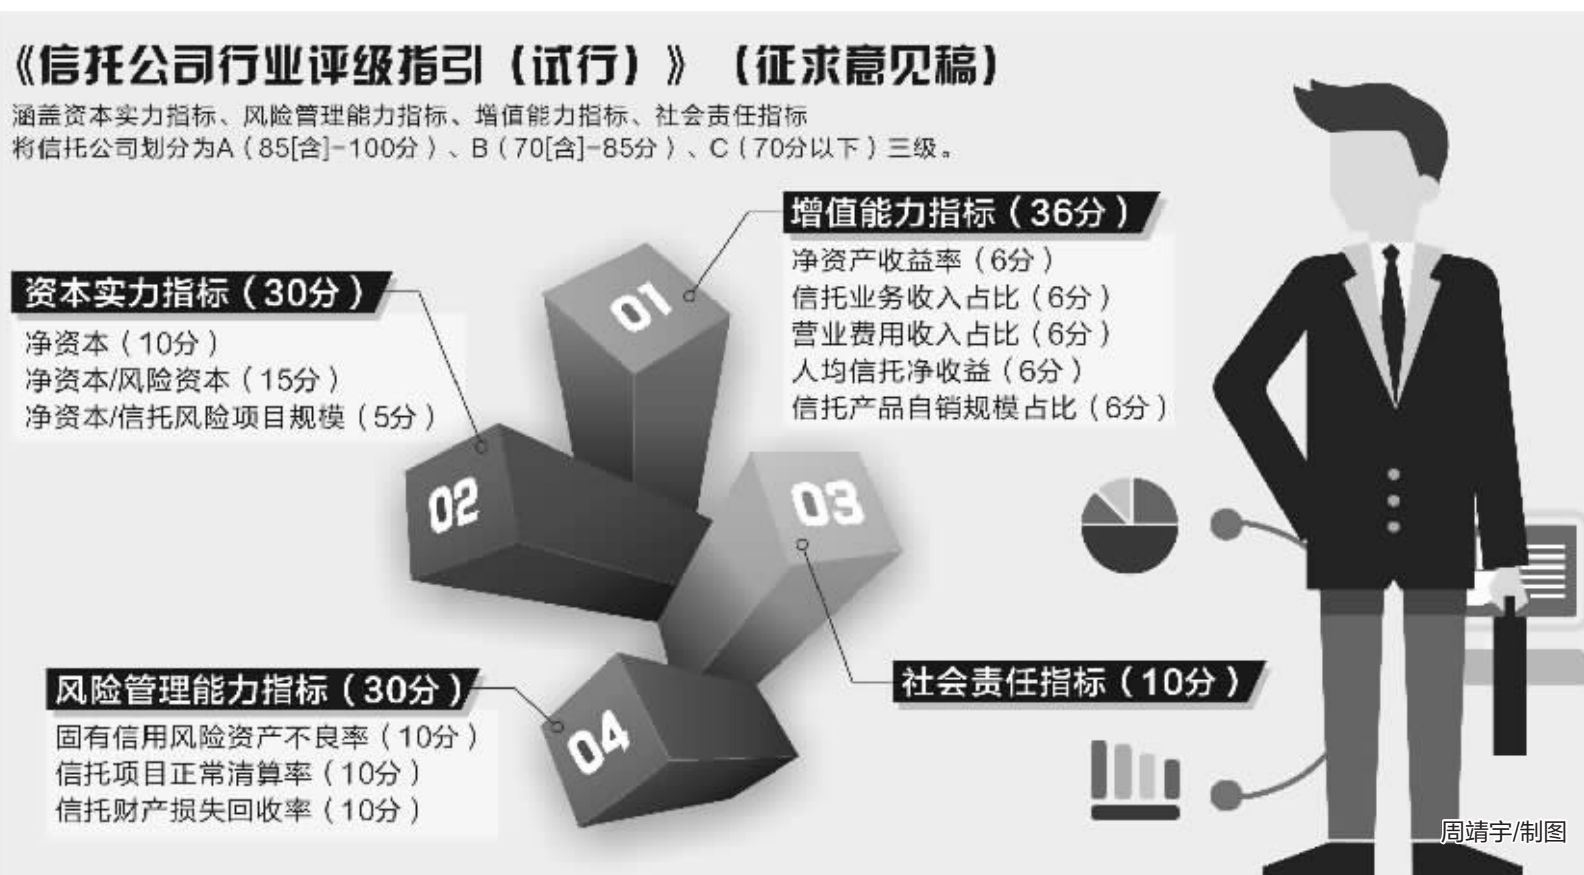 《信托公司行业评级指引（试行）》（征求意见稿）
涵盖资本实力指标、风险管理能力指标、增值能力指标、社会责任指标
将信托公司划分为A（85[含]-100分）、B（70[含]-85分）、C（70分以下）三级。
增值能力指标（36分）
净资产收益率（6分）
信托业务收入占比（6分）
营业费用收入占比（6分）
人均信托净收益（6分）
信托产品自销规模占比（6分）
资本实力指标（30分）
净资本（10分）
净资本/风险资本（15分）
净资本/信托风险项目规模（5分）
01
02
03
04
风险管理能力指标（30分）
固有信用风险资产不良率（10分）
信托项目正常清算率（10分）
信托财产损失回收率（10分）
社会责任指标（10分）
周靖宇/制图